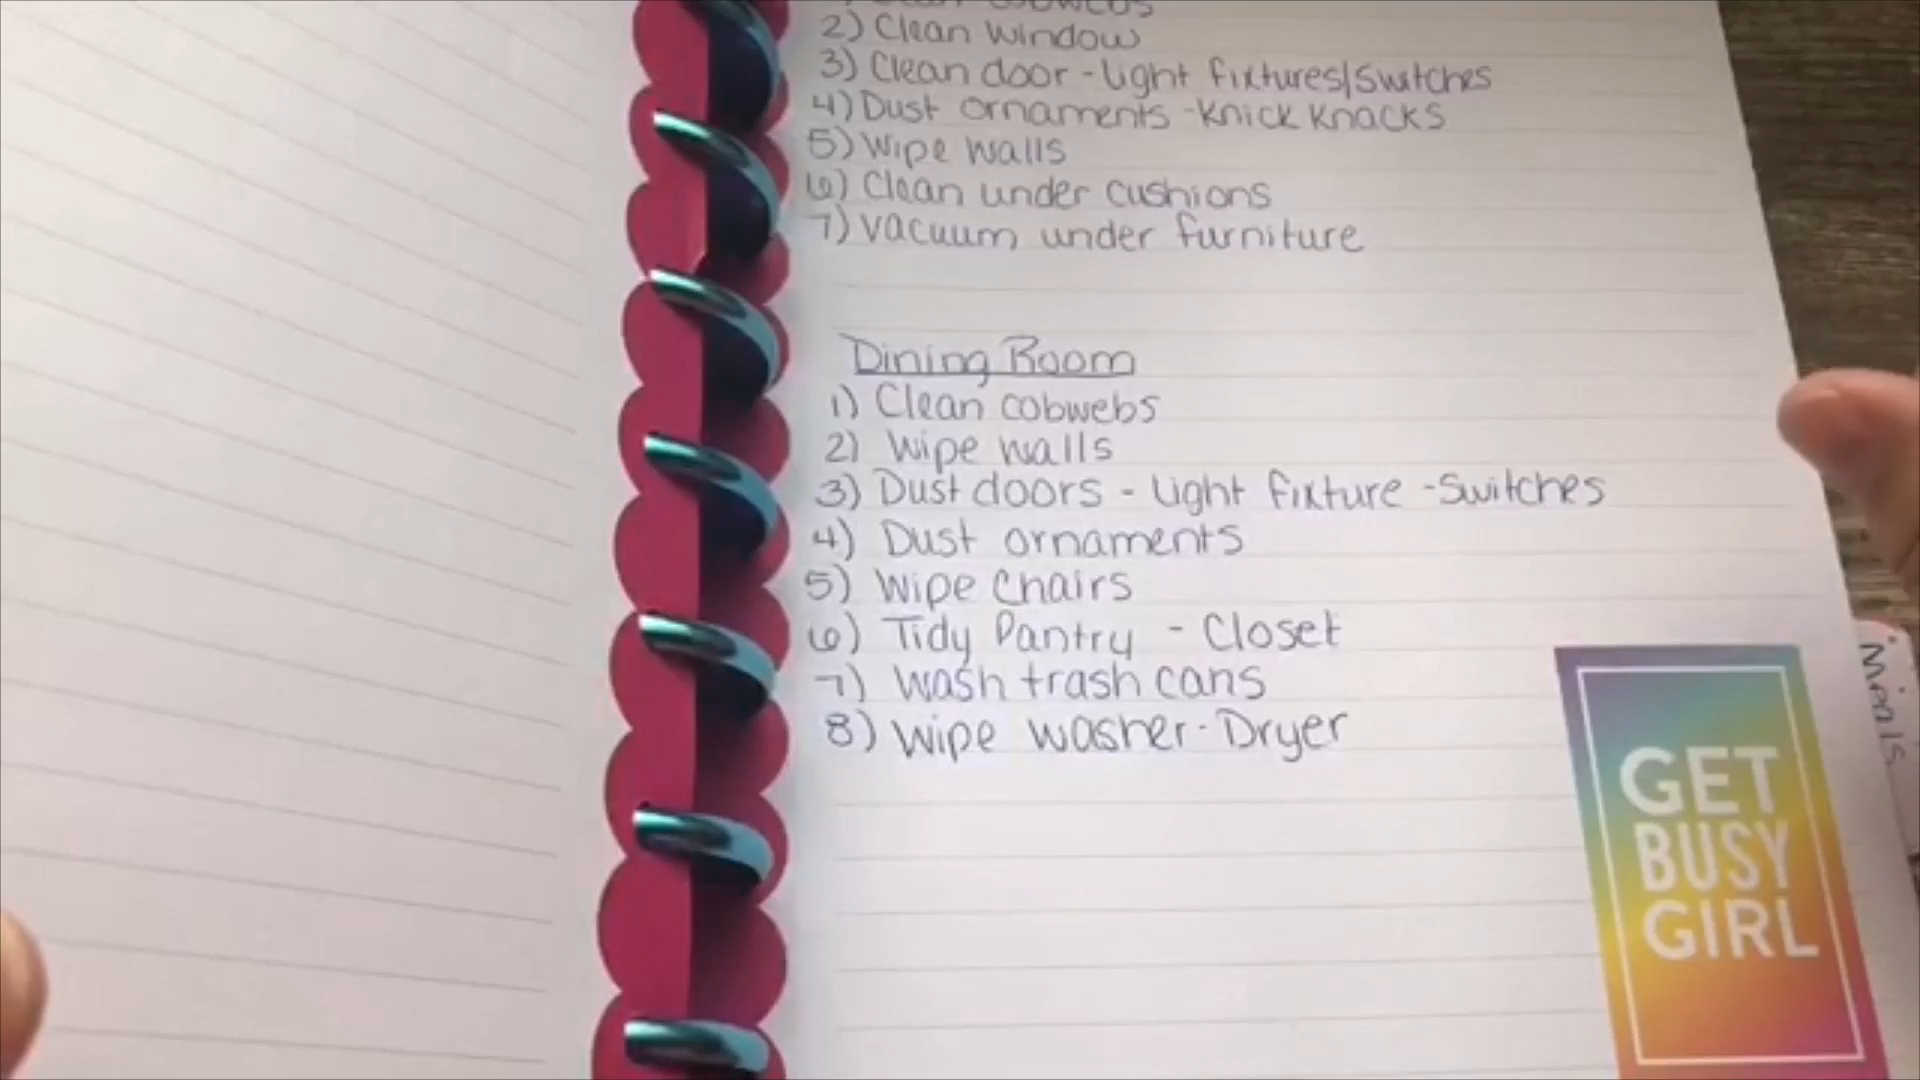 cobwebs
2) Clean window
3) Clean door - light fixtures/switches
4) Dust ornaments - Knick Knacks
5) Wipe walls
6) Clean under cushions
7) Vacuum under furniture
Dining Room
1) Clean cobwebs
2) Wipe walls
3) Dust doors - Light fixture - Switches
4) Dust ornaments
5) Wipe Chairs
6) Tidy Pantry - Closet
7) Wash trash cans
8) Wipe washer - Dryer
GET
BUSY
GIRL